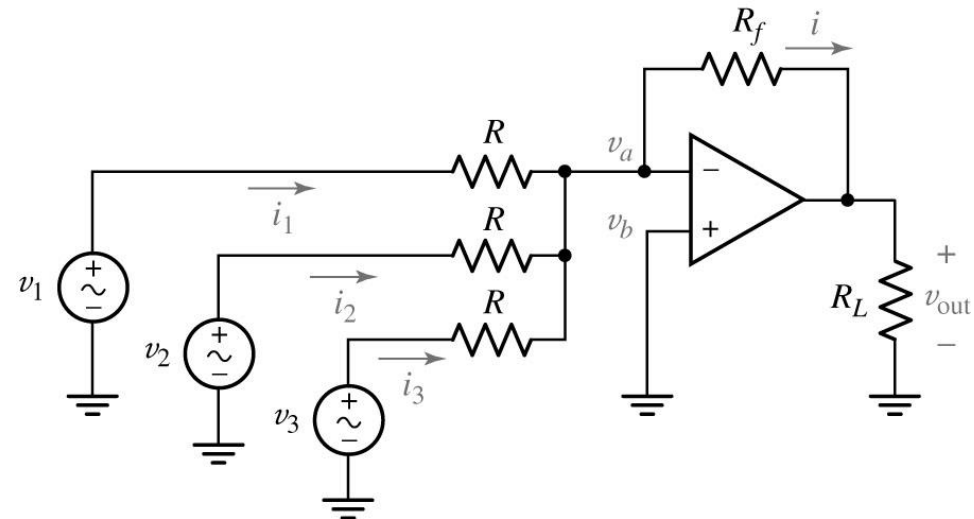 R_f i
R
v_a
−
i_1
R
v_b
+
+
v_1
−
i_2
R
R_L
+
v_out
−
+
v_2
−
i_3
+
v_3
−